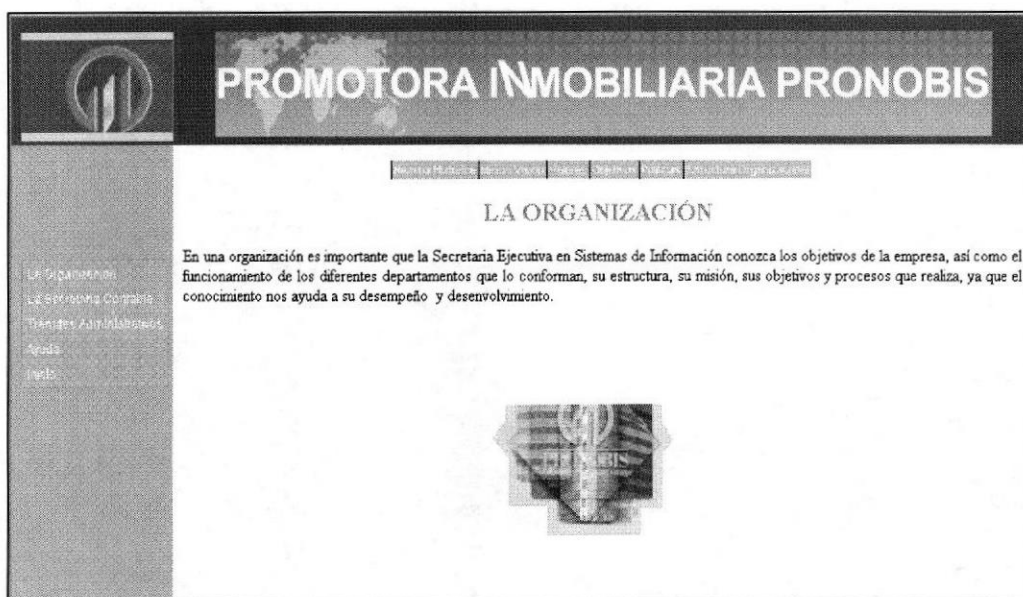 PROMOTORA INMOBILIARIA PRONOBIS
LA ORGANIZACIÓN
En una organización es importante que la Secretaria Ejecutiva en Sistemas de Información conozca los objetivos de la empresa, así como el
funcionamiento de los diferentes departamentos que lo conforman, su estructura, su misión, sus objetivos y procesos que realiza, ya que el
conocimiento nos ayuda a su desempeño y desenvolvimiento.
La Organización
La Secretaria Contable
Trámites Administrativos
Ayuda
Inicio